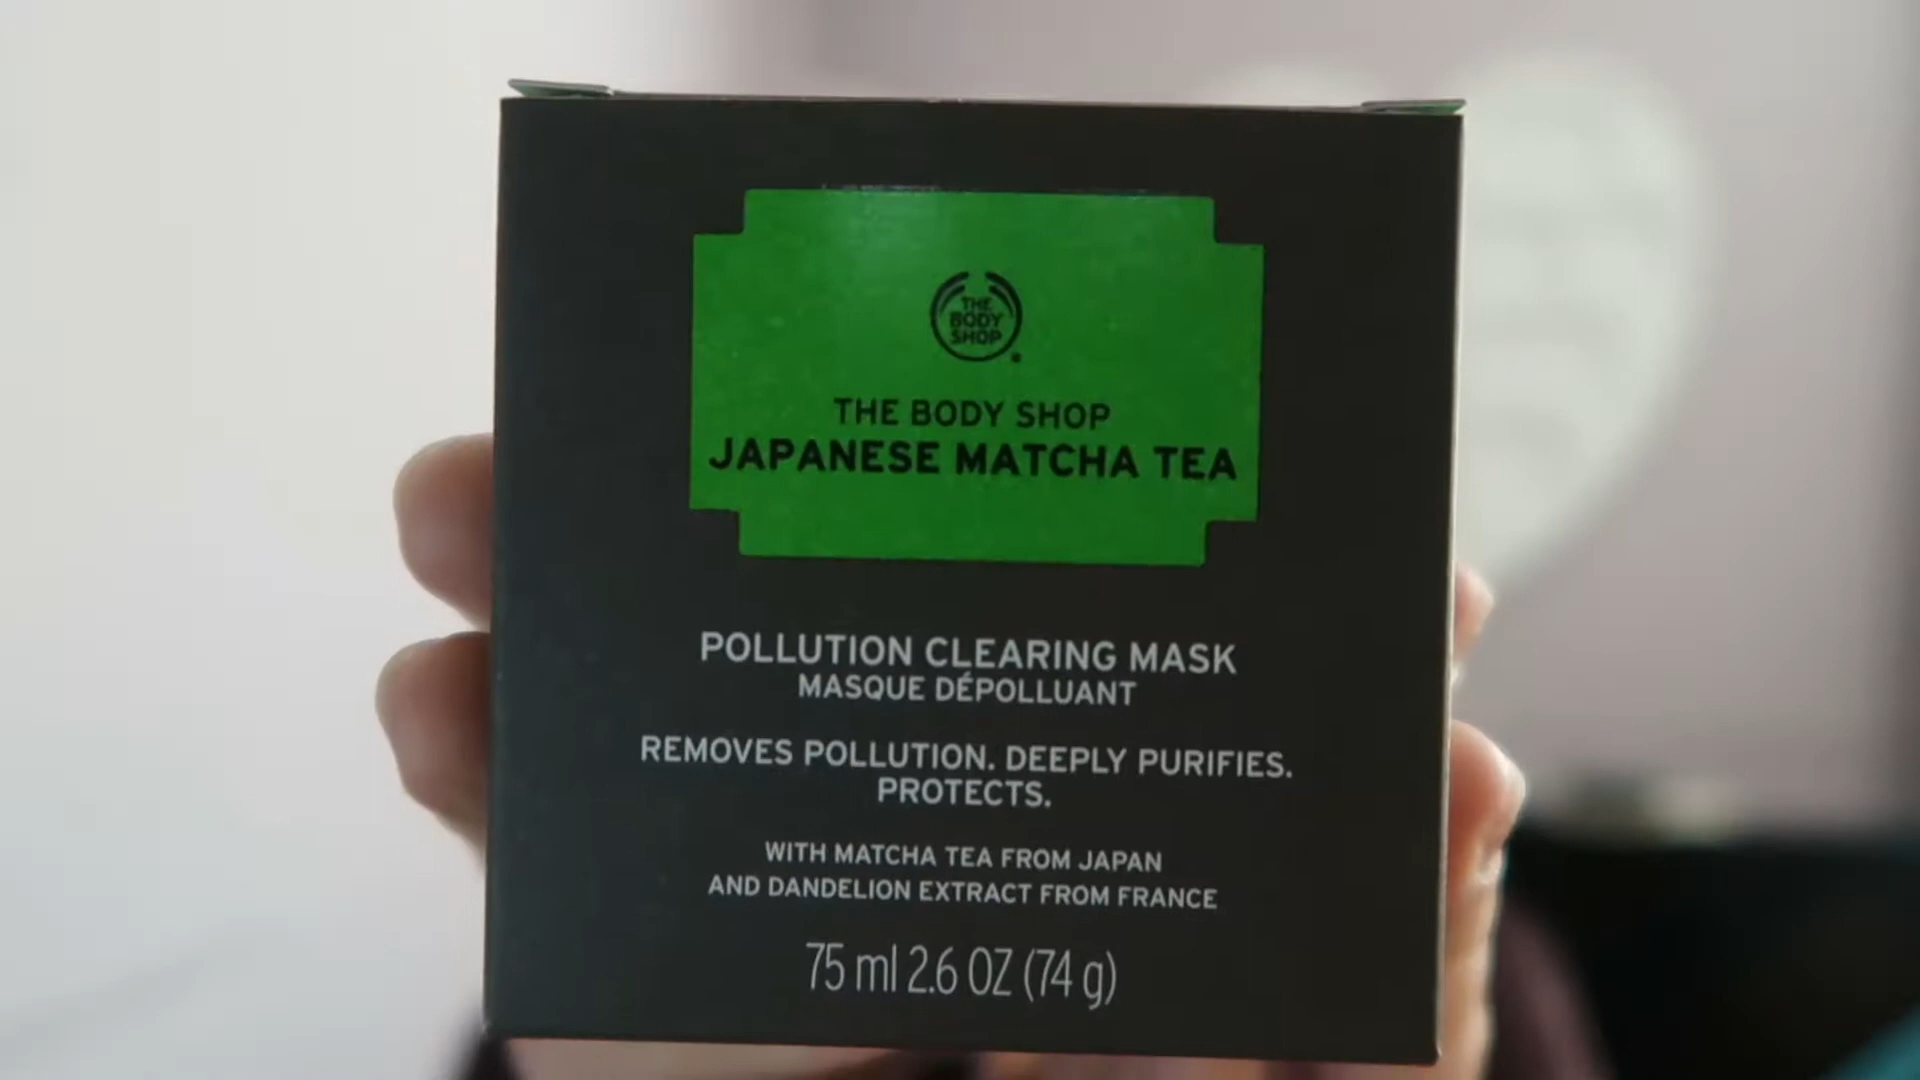 THE
BODY
SHOP
THE BODY SHOP
JAPANESE MATCHA TEA
POLLUTION CLEARING MASK
MASQUE DÉPOLLUANT
REMOVES POLLUTION. DEEPLY PURIFIES.
PROTECTS.
WITH MATCHA TEA FROM JAPAN
AND DANDELION EXTRACT FROM FRANCE
75 ml 2.6 OZ (74 g)